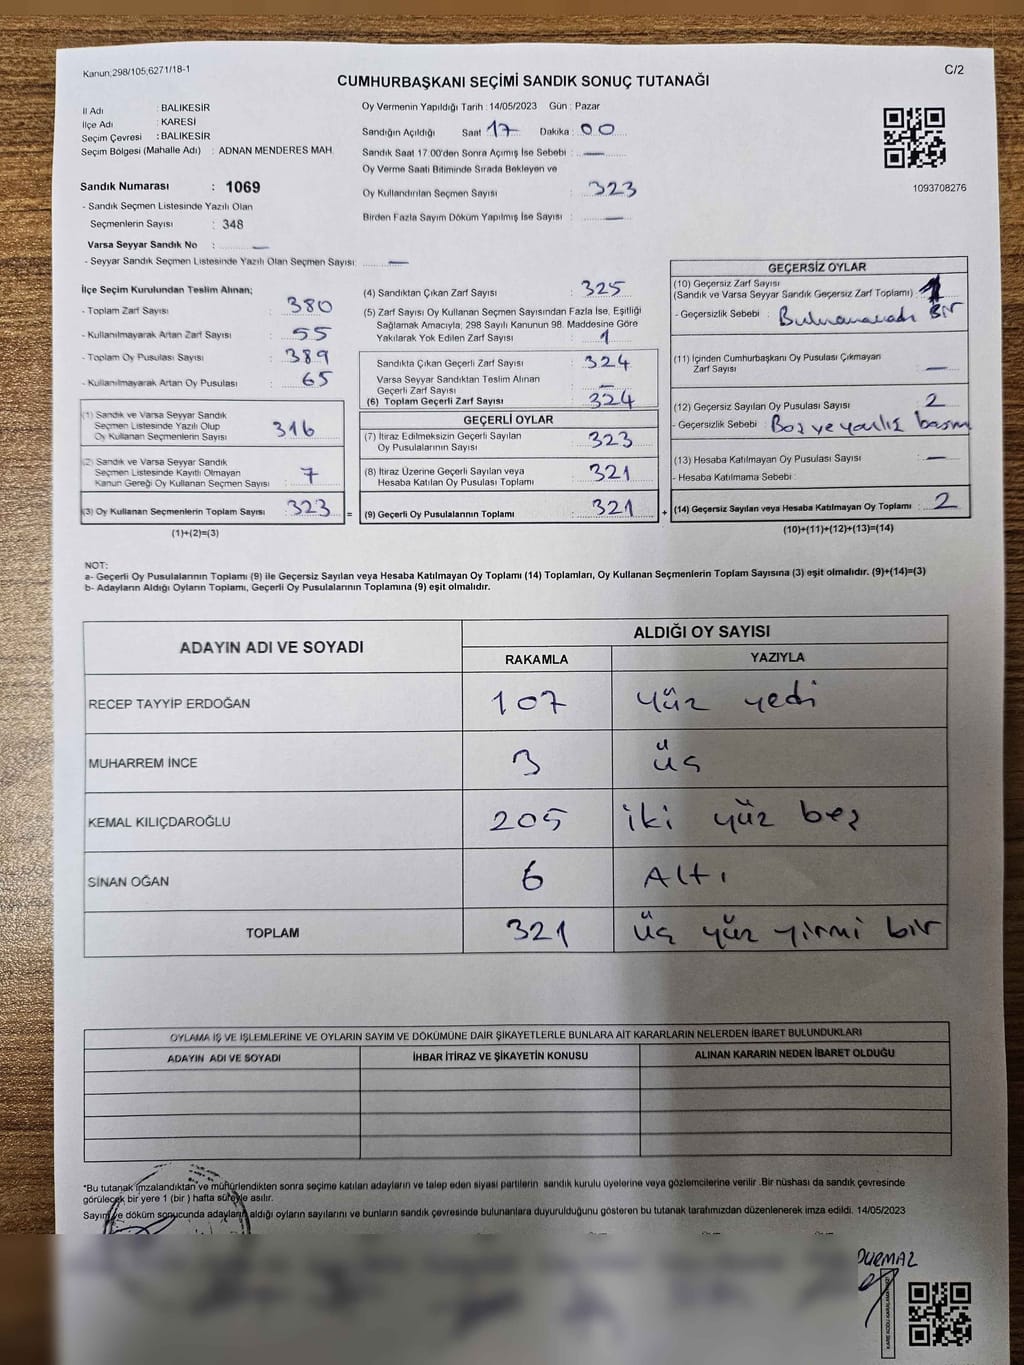 Kanun;298/105;6271/18-1
C/2
CUMHURBAŞKANI SEÇİMİ SANDIK SONUÇ TUTANAĞI
İl Adı : BALIKESİR
İlçe Adı : KARESİ
Seçim Çevresi : BALIKESİR
Seçim Bölgesi (Mahalle Adı) : ADNAN MENDERES MAH.
Sandık Numarası : 1069
- Sandık Seçmen Listesinde Yazılı Olan
Seçmenlerin Sayısı : 348
Varsa Seyyar Sandık No : —
- Seyyar Sandık Seçmen Listesinde Yazılı Olan Seçmen Sayısı: —
Oy Vermenin Yapıldığı Tarih : 14/05/2023 Gün : Pazar
Sandığın Açıldığı Saat 17 Dakika : 00
Sandık Saat 17:00'den Sonra Açımış İse Sebebi : —
Oy Verme Saati Bitiminde Sırada Bekleyen ve
Oy Kullandırılan Seçmen Sayısı : 323
Birden Fazla Sayım Döküm Yapılmış İse Sayısı : —
1093708276
İlçe Seçim Kurulundan Teslim Alınan;
- Toplam Zarf Sayısı : 380
- Kullanılmayarak Artan Zarf Sayısı : 55
- Toplam Oy Pusulası Sayısı : 389
- Kullanılmayarak Artan Oy Pusulası : 65
(1) Sandık ve Varsa Seyyar Sandık
Seçmen Listesinde Yazılı Olup
Oy Kullanan Seçmenlerin Sayısı : 316
(2) Sandık ve Varsa Seyyar Sandık
Seçmen Listesinde Kayıtlı Olmayan
Kanun Gereği Oy Kullanan Seçmen Sayısı : 7
(3) Oy Kullanan Seçmenlerin Toplam Sayısı : 323 =
(1)+(2)=(3)
(4) Sandıktan Çıkan Zarf Sayısı : 325
(5) Zarf Sayısı Oy Kullanan Seçmen Sayısından Fazla İse, Eşitliği
Sağlamak Amacıyla, 298 Sayılı Kanunun 98. Maddesine Göre
Yakılarak Yok Edilen Zarf Sayısı : 1
Sandıkta Çıkan Geçerli Zarf Sayısı : 324
Varsa Seyyar Sandıktan Teslim Alınan
Geçerli Zarf Sayısı : —
(6) Toplam Geçerli Zarf Sayısı : 324
GEÇERLİ OYLAR
(7) İtiraz Edilmeksizin Geçerli Sayılan
Oy Pusulalarının Sayısı : 323
(8) İtiraz Üzerine Geçerli Sayılan veya
Hesaba Katılan Oy Pusulası Toplamı : 321
(9) Geçerli Oy Pusulalarının Toplamı : 321 +
GEÇERSİZ OYLAR
(10) Geçersiz Zarf Sayısı
(Sandık ve Varsa Seyyar Sandık Geçersiz Zarf Toplamı) : 1
- Geçersizlik Sebebi : Bir
(11) İçinden Cumhurbaşkanı Oy Pusulası Çıkmayan
Zarf Sayısı : —
(12) Geçersiz Sayılan Oy Pusulası Sayısı : 2
- Geçersizlik Sebebi : Boş ve yanlış basım
(13) Hesaba Katılmayan Oy Pusulası Sayısı : —
- Hesaba Katılmama Sebebi :
(14) Geçersiz Sayılan veya Hesaba Katılmayan Oy Toplamı : 2
(10)+(11)+(12)+(13)=(14)
NOT:
a- Geçerli Oy Pusulalarının Toplamı (9) ile Geçersiz Sayılan veya Hesaba Katılmayan Oy Toplamı (14) Toplamları, Oy Kullanan Seçmenlerin Toplam Sayısına (3) eşit olmalıdır. (9)+(14)=(3)
b- Adayların Aldığı Oyların Toplamı, Geçerli Oy Pusulalarının Toplamına (9) eşit olmalıdır.
ADAYIN ADI VE SOYADI ALDIĞI OY SAYISI
RAKAMLA YAZIYLA
RECEP TAYYİP ERDOĞAN 107 yüz yedi
MUHARREM İNCE 3 üç
KEMAL KILIÇDAROĞLU 205 iki yüz beş
SİNAN OĞAN 6 Altı
TOPLAM 321 üç yüz yirmi bir
OYLAMA İŞ VE İŞLEMLERİNE VE OYLARIN SAYIM VE DÖKÜMÜNE DAİR ŞİKAYETLERLE BUNLARA AİT KARARLARIN NELERDEN İBARET BULUNDUKLARI
ADAYIN ADI VE SOYADI İHBAR İTİRAZ VE ŞİKAYETİN KONUSU ALINAN KARARIN NEDEN İBARET OLDUĞU
*Bu tutanak imzalandıktan ve mühürlendikten sonra seçime katılan adayların ve talep eden siyasi partilerin sandık kurulu üyelerine veya gözlemcilerine verilir .Bir nüshası da sandık çevresinde
görülecek bir yere 1 (bir ) hafta süreyle asılır.
Sayım ve döküm sonucunda adayların aldığı oyların sayılarını ve bunların sandık çevresinde bulunanlara duyurulduğunu gösteren bu tutanak tarafımızdan düzenlenerek imza edildi. 14/05/2023
DURMAZ